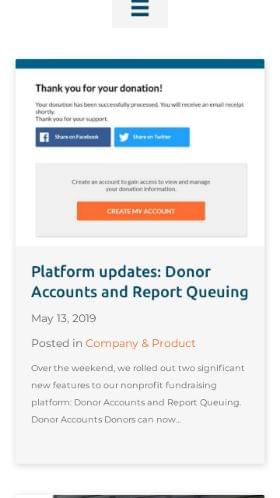 Thank you for your donation!
Your donation has been successfully processed. You will receive an email receipt
shortly.
Thank you for your support.
Share on Facebook
Share on Twitter
Create an account to gain access to view and manage
your donation information.
CREATE MY ACCOUNT
Platform updates: Donor
Accounts and Report Queuing
May 13, 2019
Posted in Company & Product
Over the weekend, we rolled out two significant
new features to our nonprofit fundraising
platform: Donor Accounts and Report Queuing.
Donor Accounts Donors can now...